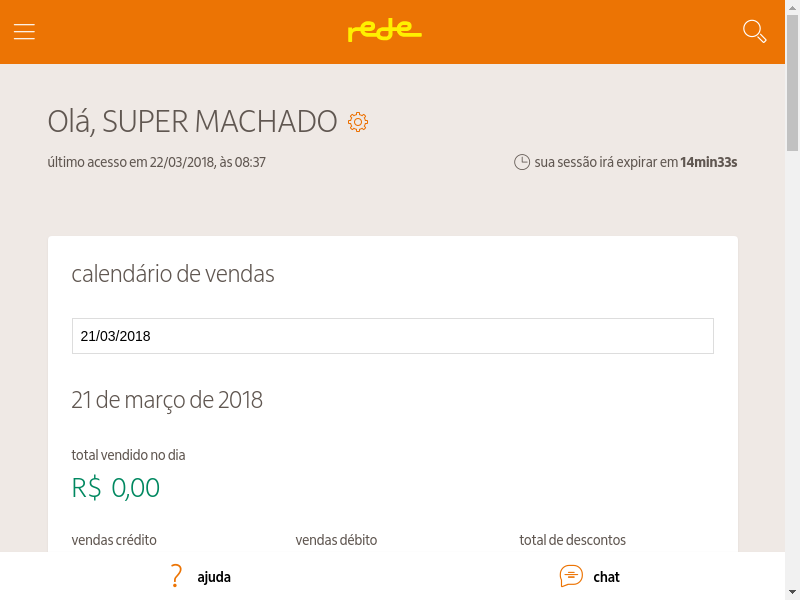 rede
Olá, SUPER MACHADO
último acesso em 22/03/2018, às 08:37
sua sessão irá expirar em 14min33s
calendário de vendas
21/03/2018
21 de março de 2018
total vendido no dia
R$ 0,00
vendas crédito vendas débito total de descontos
? ajuda chat